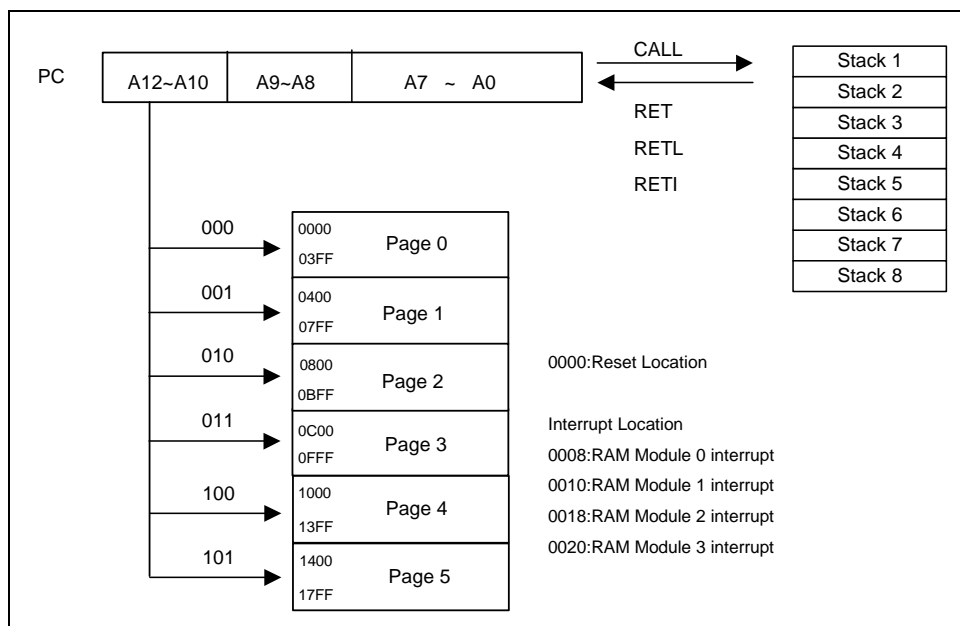 PC
A12~A10
A9~A8
A7 ~ A0
CALL
RET
RETL
RETI
Stack 1
Stack 2
Stack 3
Stack 4
Stack 5
Stack 6
Stack 7
Stack 8
000
0000
03FF
Page 0
001
0400
07FF
Page 1
010
0800
0BFF
Page 2
011
0C00
0FFF
Page 3
100
1000
13FF
Page 4
101
1400
17FF
Page 5
0000:Reset Location
Interrupt Location
0008:RAM Module 0 interrupt
0010:RAM Module 1 interrupt
0018:RAM Module 2 interrupt
0020:RAM Module 3 interrupt